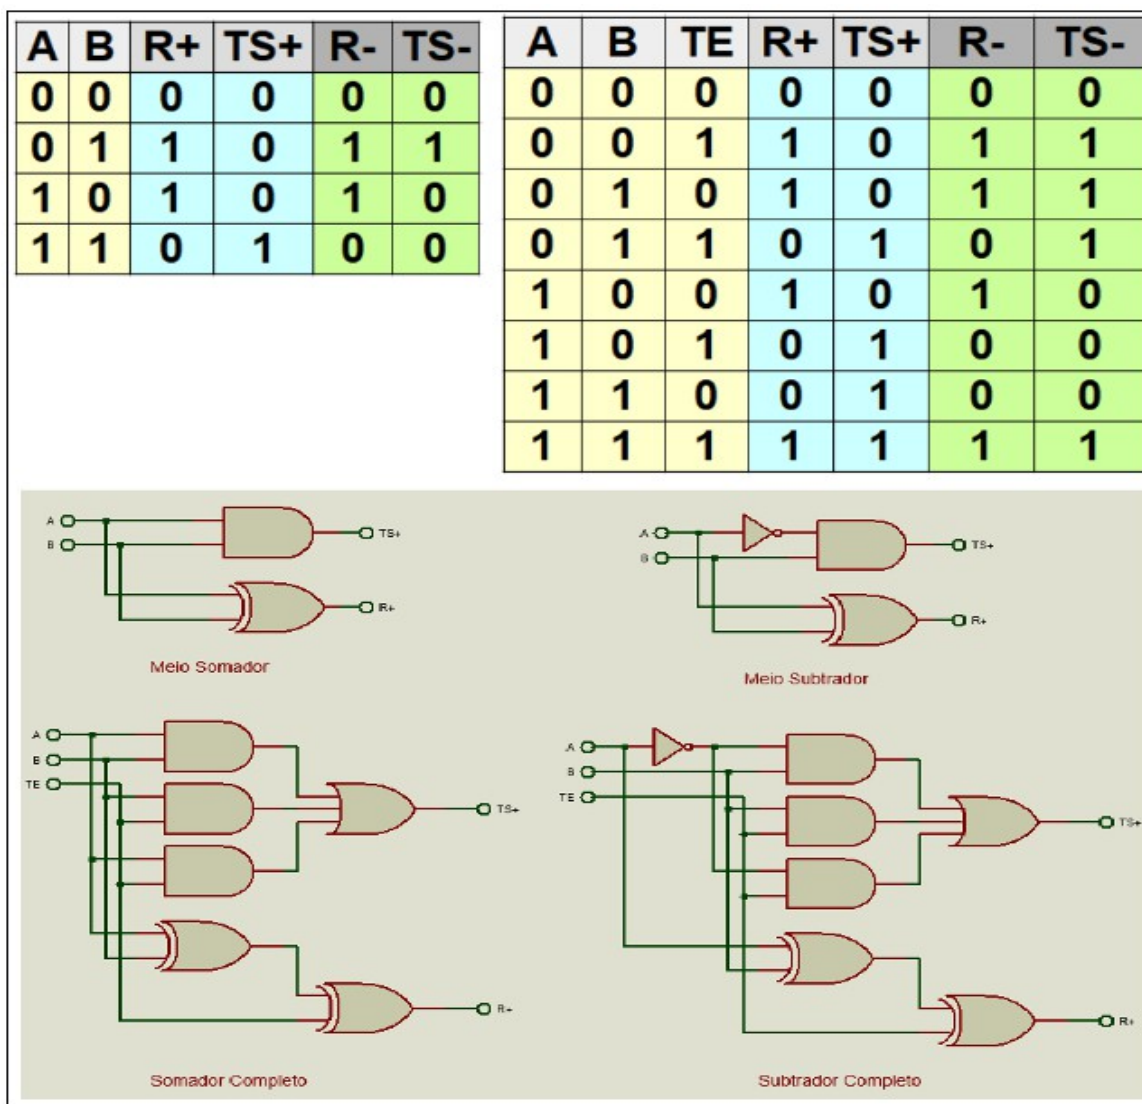 A B R+ TS+ R- TS-
0 0 0 0 0 0
0 1 1 0 1 1
1 0 1 0 1 0
1 1 0 1 0 0
A B TE R+ TS+ R- TS-
0 0 0 0 0 0 0
0 0 1 1 0 1 1
0 1 0 1 0 1 1
0 1 1 0 1 0 1
1 0 0 1 0 1 0
1 0 1 0 1 0 0
1 1 0 0 1 0 0
1 1 1 1 1 1 1
A
B
TS+
R+
Meio Somador
A
B
TS+
R+
Meio Subtrador
A
B
TE
TS+
R+
Somador Completo
A
B
TE
TS+
R+
Subtrador Completo